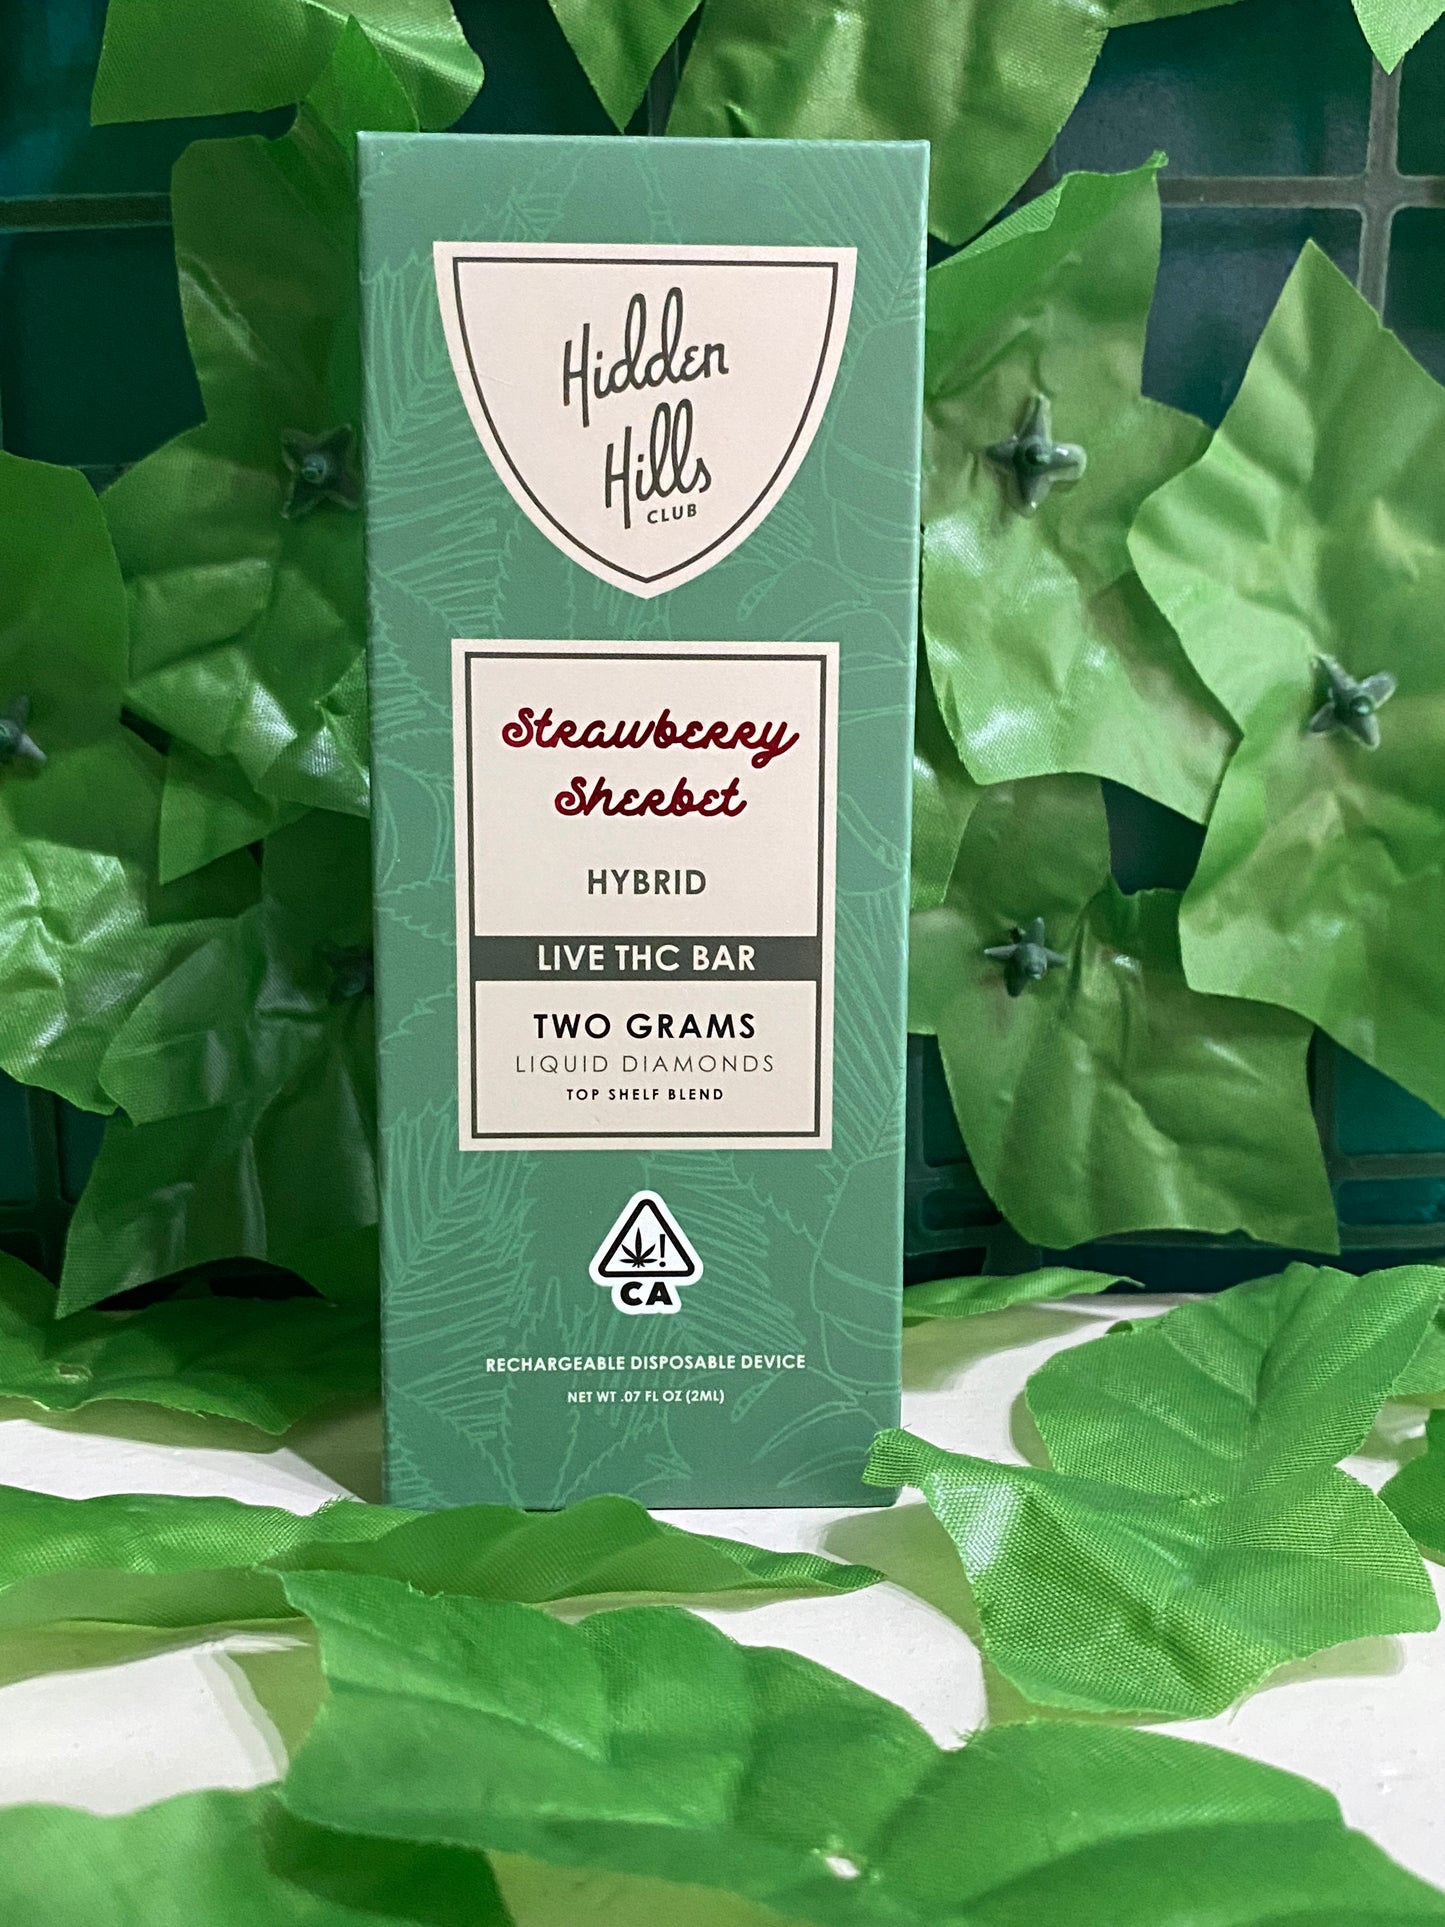 Hidden
Hills
CLUB
Strawberry
Sherbet
HYBRID
LIVE THC BAR
TWO GRAMS
LIQUID DIAMONDS
TOP SHELF BLEND
!
CA
RECHARGEABLE DISPOSABLE DEVICE
NET WT .07 FL OZ (2ML)